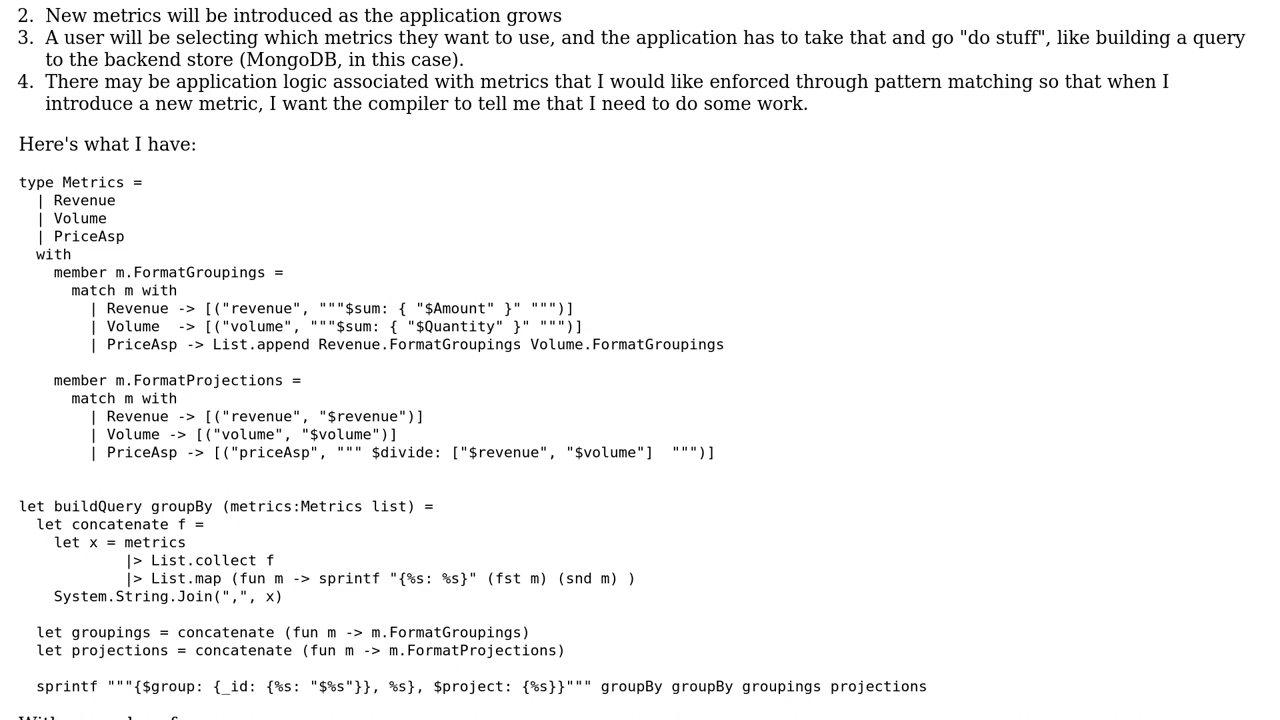 2. New metrics will be introduced as the application grows
3. A user will be selecting which metrics they want to use, and the application has to take that and go "do stuff", like building a query
to the backend store (MongoDB, in this case).
4. There may be application logic associated with metrics that I would like enforced through pattern matching so that when I
introduce a new metric, I want the compiler to tell me that I need to do some work.
Here's what I have:
type Metrics =
  | Revenue
  | Volume
  | PriceAsp
  with
    member m.FormatGroupings =
      match m with
        | Revenue -> [("revenue", """$sum: { "$Amount" }" """)]
        | Volume  -> [("volume", """$sum: { "$Quantity" }" """)]
        | PriceAsp -> List.append Revenue.FormatGroupings Volume.FormatGroupings
    member m.FormatProjections =
      match m with
        | Revenue -> [("revenue", "$revenue")]
        | Volume -> [("volume", "$volume")]
        | PriceAsp -> [("priceAsp", """ $divide: ["$revenue", "$volume"]  """)]
let buildQuery groupBy (metrics:Metrics list) =
  let concatenate f =
    let x = metrics
            |> List.collect f
            |> List.map (fun m -> sprintf "{%s: %s}" (fst m) (snd m) )
    System.String.Join(",", x)
  let groupings = concatenate (fun m -> m.FormatGroupings)
  let projections = concatenate (fun m -> m.FormatProjections)
  sprintf """{$group: {_id: {%s: "$%s"}}, %s}, $project: {%s}}""" groupBy groupBy groupings projections